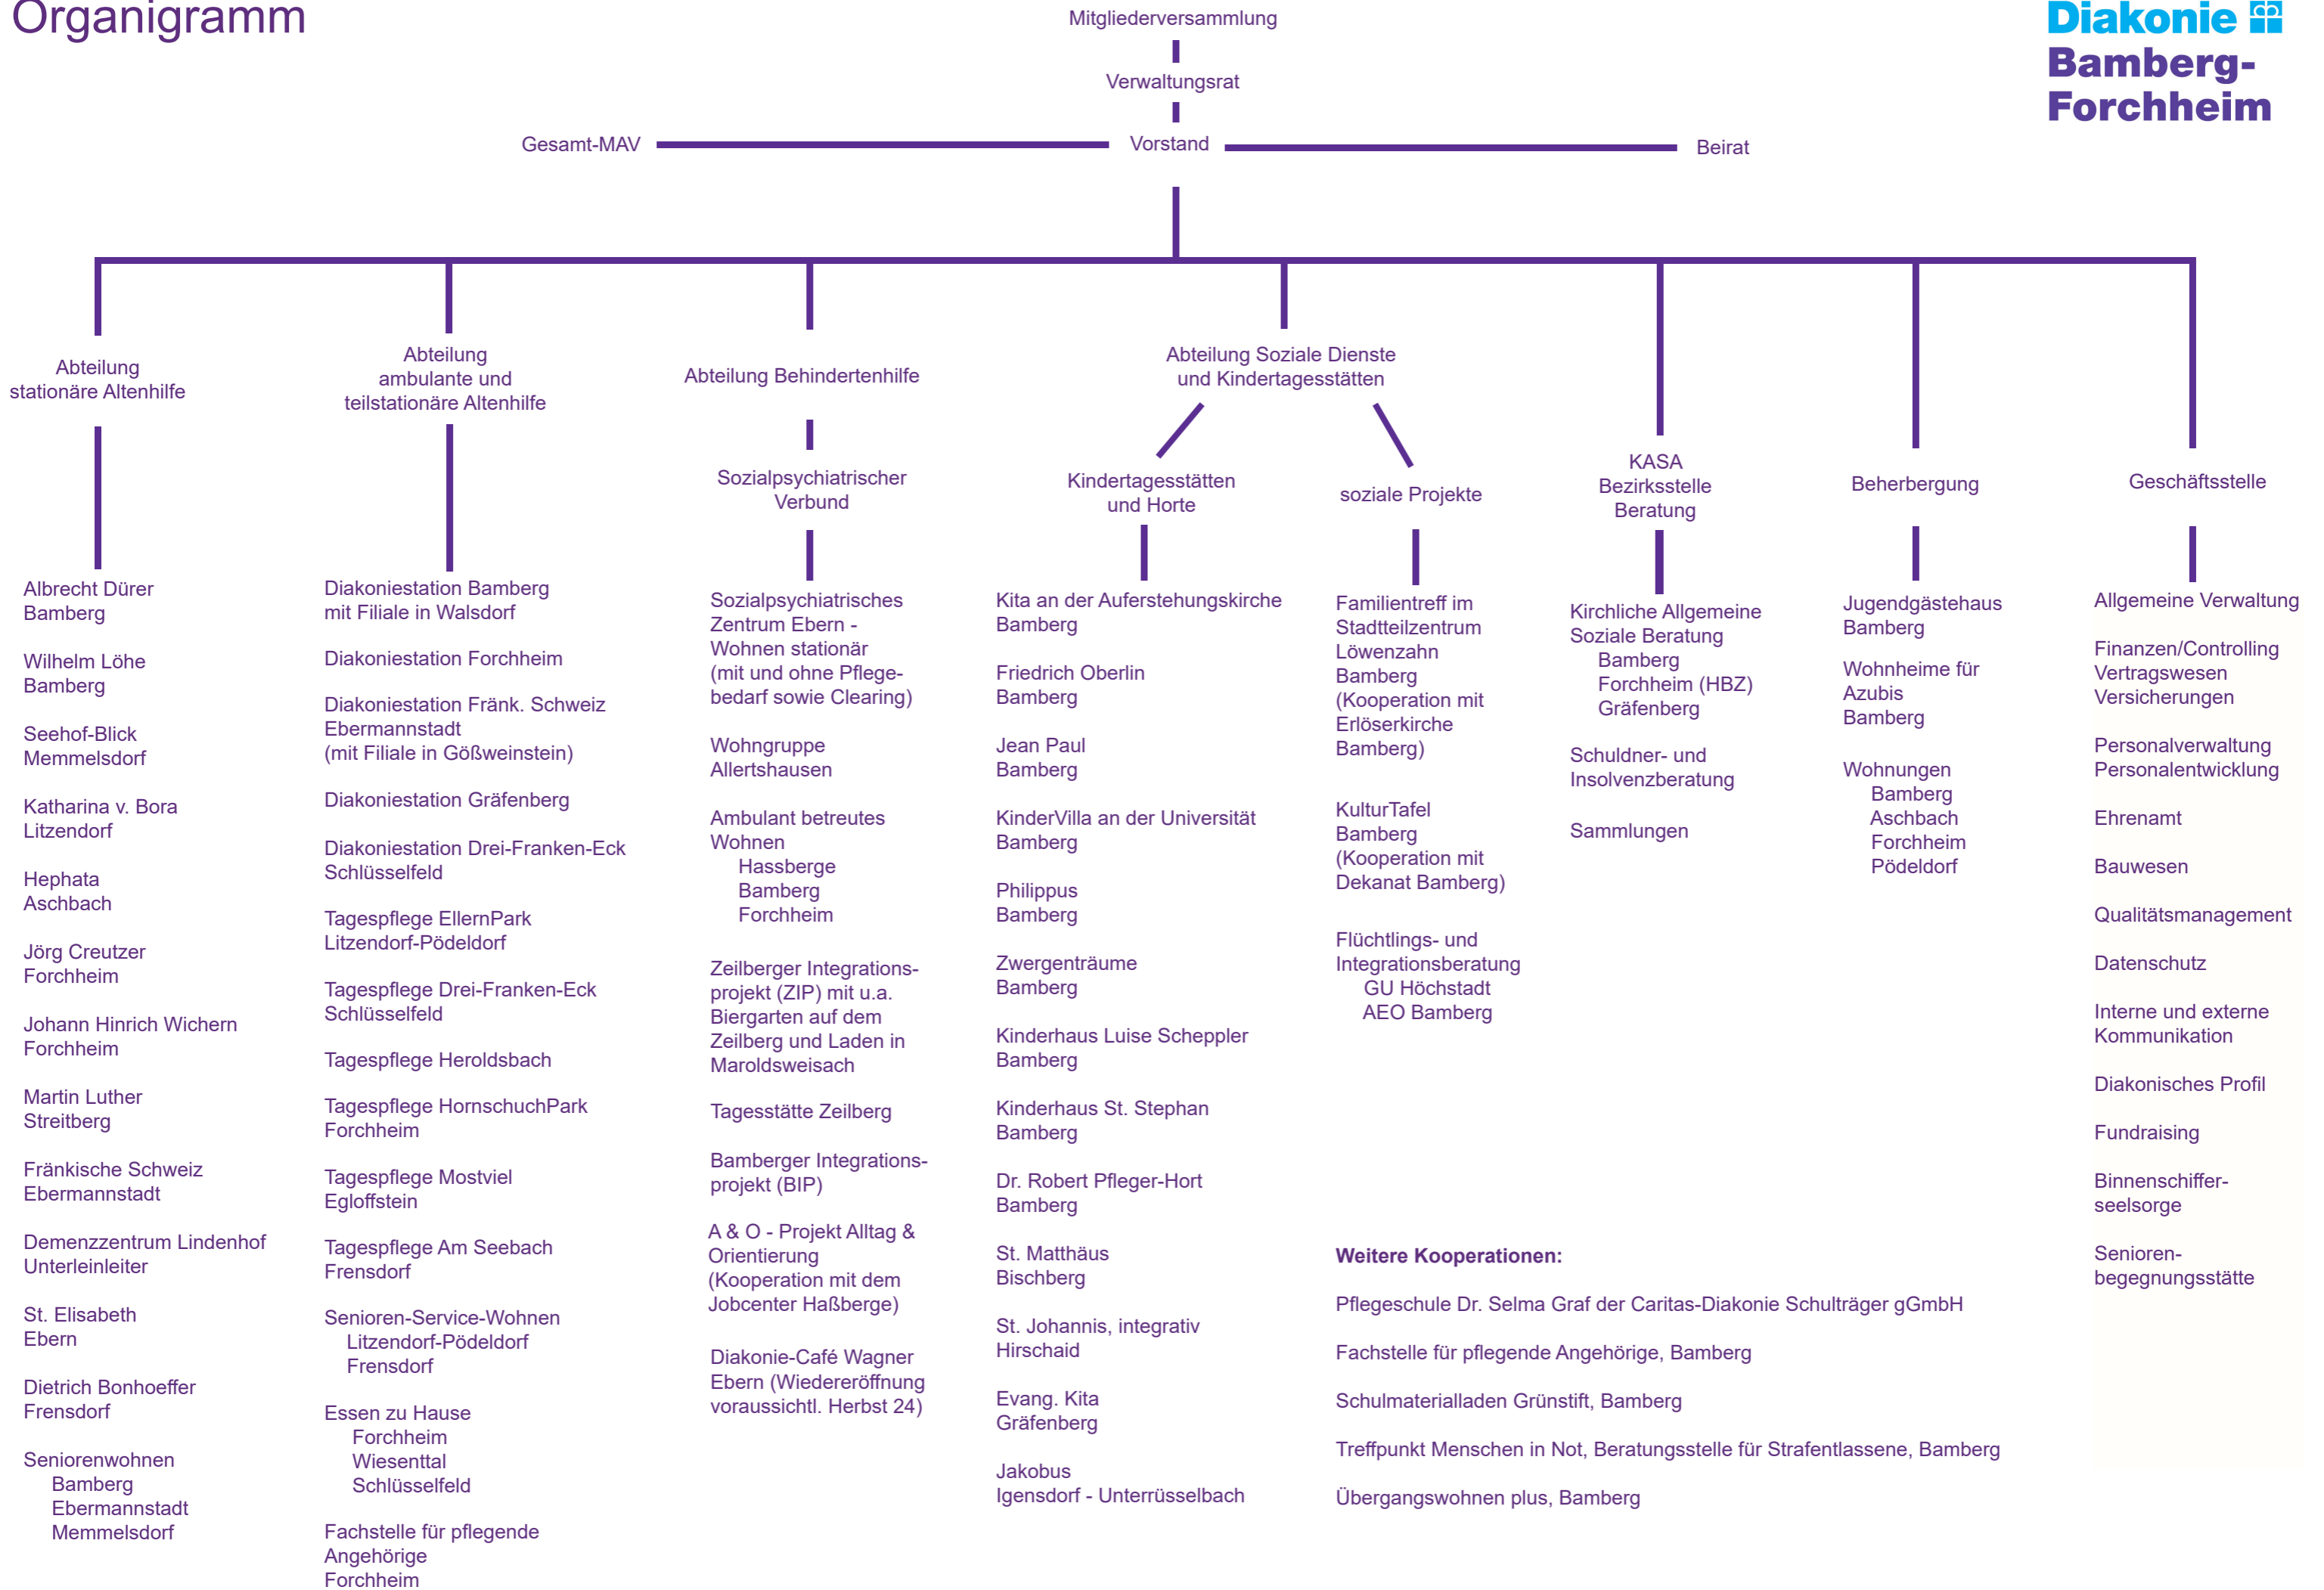 Organigramm
Diakonie
Bamberg-
Forchheim
Mitgliederversammlung
Verwaltungsrat
Gesamt-MAV
Vorstand
Beirat
Abteilung
stationäre Altenhilfe
Albrecht Dürer
Bamberg
Wilhelm Löhe
Bamberg
Seehof-Blick
Memmelsdorf
Katharina v. Bora
Litzendorf
Hephata
Aschbach
Jörg Creutzer
Forchheim
Johann Hinrich Wichern
Forchheim
Martin Luther
Streitberg
Fränkische Schweiz
Ebermannstadt
Demenzzentrum Lindenhof
Unterleinleiter
St. Elisabeth
Ebern
Dietrich Bonhoeffer
Frensdorf
Seniorenwohnen
Bamberg
Ebermannstadt
Memmelsdorf
Abteilung
ambulante und
teilstationäre Altenhilfe
Diakoniestation Bamberg
mit Filiale in Walsdorf
Diakoniestation Forchheim
Diakoniestation Fränk. Schweiz
Ebermannstadt
(mit Filiale in Gößweinstein)
Diakoniestation Gräfenberg
Diakoniestation Drei-Franken-Eck
Schlüsselfeld
Tagespflege EllernPark
Litzendorf-Pödeldorf
Tagespflege Drei-Franken-Eck
Schlüsselfeld
Tagespflege Heroldsbach
Tagespflege HornschuchPark
Forchheim
Tagespflege Mostviel
Egloffstein
Tagespflege Am Seebach
Frensdorf
Senioren-Service-Wohnen
Litzendorf-Pödeldorf
Frensdorf
Essen zu Hause
Forchheim
Wiesenttal
Schlüsselfeld
Fachstelle für pflegende
Angehörige
Forchheim
Abteilung Behindertenhilfe
Sozialpsychiatrischer
Verbund
Sozialpsychiatrisches
Zentrum Ebern -
Wohnen stationär
(mit und ohne Pflege-
bedarf sowie Clearing)
Wohngruppe
Allertshausen
Ambulant betreutes
Wohnen
Hassberge
Bamberg
Forchheim
Zeilberger Integrations-
projekt (ZIP) mit u.a.
Biergarten auf dem
Zeilberg und Laden in
Maroldsweisach
Tagesstätte Zeilberg
Bamberger Integrations-
projekt (BIP)
A & O - Projekt Alltag &
Orientierung
(Kooperation mit dem
Jobcenter Haßberge)
Diakonie-Café Wagner
Ebern (Wiedereröffnung
voraussichtl. Herbst 24)
Abteilung Soziale Dienste
und Kindertagesstätten
Kindertagesstätten
und Horte
Kita an der Auferstehungskirche
Bamberg
Friedrich Oberlin
Bamberg
Jean Paul
Bamberg
KinderVilla an der Universität
Bamberg
Philippus
Bamberg
Zwergenträume
Bamberg
Kinderhaus Luise Scheppler
Bamberg
Kinderhaus St. Stephan
Bamberg
Dr. Robert Pfleger-Hort
Bamberg
St. Matthäus
Bischberg
St. Johannis, integrativ
Hirschaid
Evang. Kita
Gräfenberg
Jakobus
Igensdorf - Unterrüsselbach
soziale Projekte
Familientreff im
Stadtteilzentrum
Löwenzahn
Bamberg
(Kooperation mit
Erlöserkirche
Bamberg)
KulturTafel
Bamberg
(Kooperation mit
Dekanat Bamberg)
Flüchtlings- und
Integrationsberatung
GU Höchstadt
AEO Bamberg
KASA
Bezirksstelle
Beratung
Kirchliche Allgemeine
Soziale Beratung
Bamberg
Forchheim (HBZ)
Gräfenberg
Schuldner- und
Insolvenzberatung
Sammlungen
Beherbergung
Jugendgästehaus
Bamberg
Wohnheime für
Azubis
Bamberg
Wohnungen
Bamberg
Aschbach
Forchheim
Pödeldorf
Geschäftsstelle
Allgemeine Verwaltung
Finanzen/Controlling
Vertragswesen
Versicherungen
Personalverwaltung
Personalentwicklung
Ehrenamt
Bauwesen
Qualitätsmanagement
Datenschutz
Interne und externe
Kommunikation
Diakonisches Profil
Fundraising
Binnenschiffer-
seelsorge
Senioren-
begegnungsstätte
Weitere Kooperationen:
Pflegeschule Dr. Selma Graf der Caritas-Diakonie Schulträger gGmbH
Fachstelle für pflegende Angehörige, Bamberg
Schulmaterialladen Grünstift, Bamberg
Treffpunkt Menschen in Not, Beratungsstelle für Strafentlassene, Bamberg
Übergangswohnen plus, Bamberg